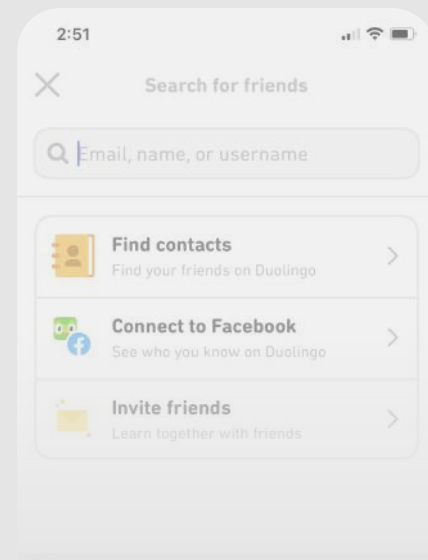 2:51
Search for friends
Email, name, or username
Find contacts
Find your friends on Duolingo
Connect to Facebook
See who you know on Duolingo
Invite friends
Learn together with friends